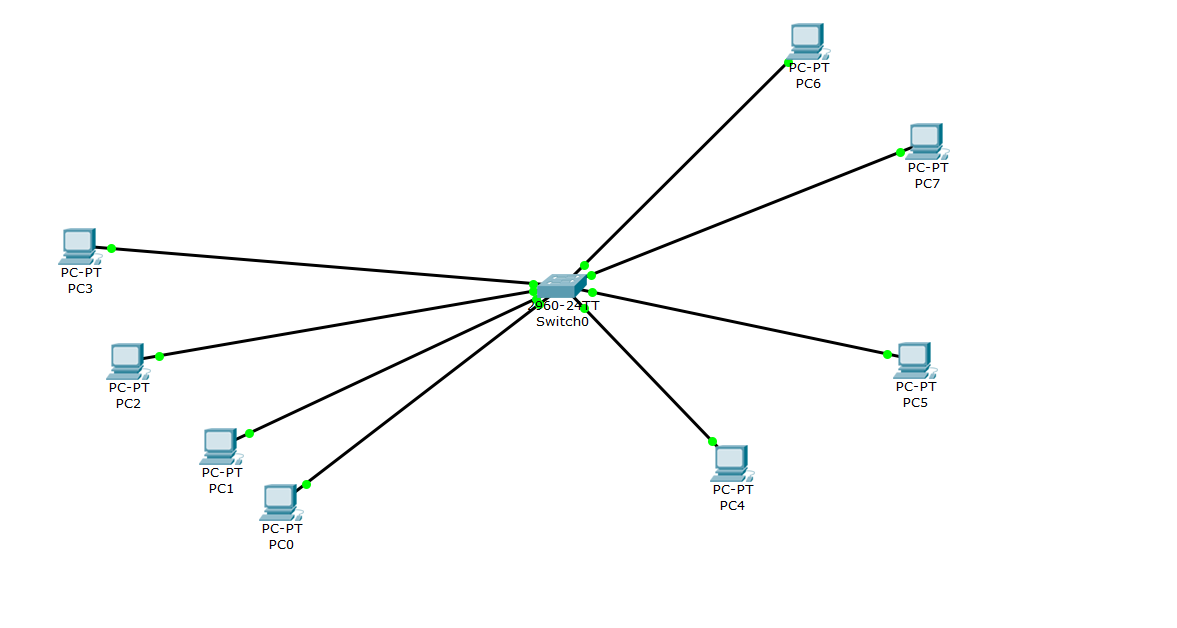 PC-PT
PC6
PC-PT
PC7
PC-PT
PC3
2960-24TT
Switch0
PC-PT
PC2
PC-PT
PC5
PC-PT
PC1
PC-PT
PC4
PC-PT
PC0